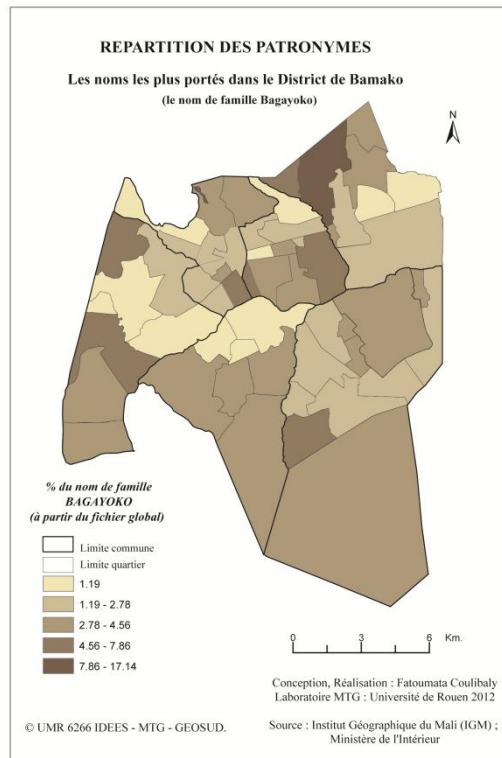 REPARTITION DES PATRONYMES
Les noms les plus portés dans le District de Bamako
(le nom de famille Bagayoko)
N
% du nom de famille
BAGAYOKO
(à partir du fichier global)
Limite commune
Limite quartier
1.19
1.19 - 2.78
2.78 - 4.56
4.56 - 7.86
7.86 - 17.14
0 3 6 Km.
Conception, Réalisation : Fatoumata Coulibaly
Laboratoire MTG : Université de Rouen 2012
© UMR 6266 IDEES - MTG - GEOSUD.
Source : Institut Géographique du Mali (IGM) ;
Ministère de l'Intérieur